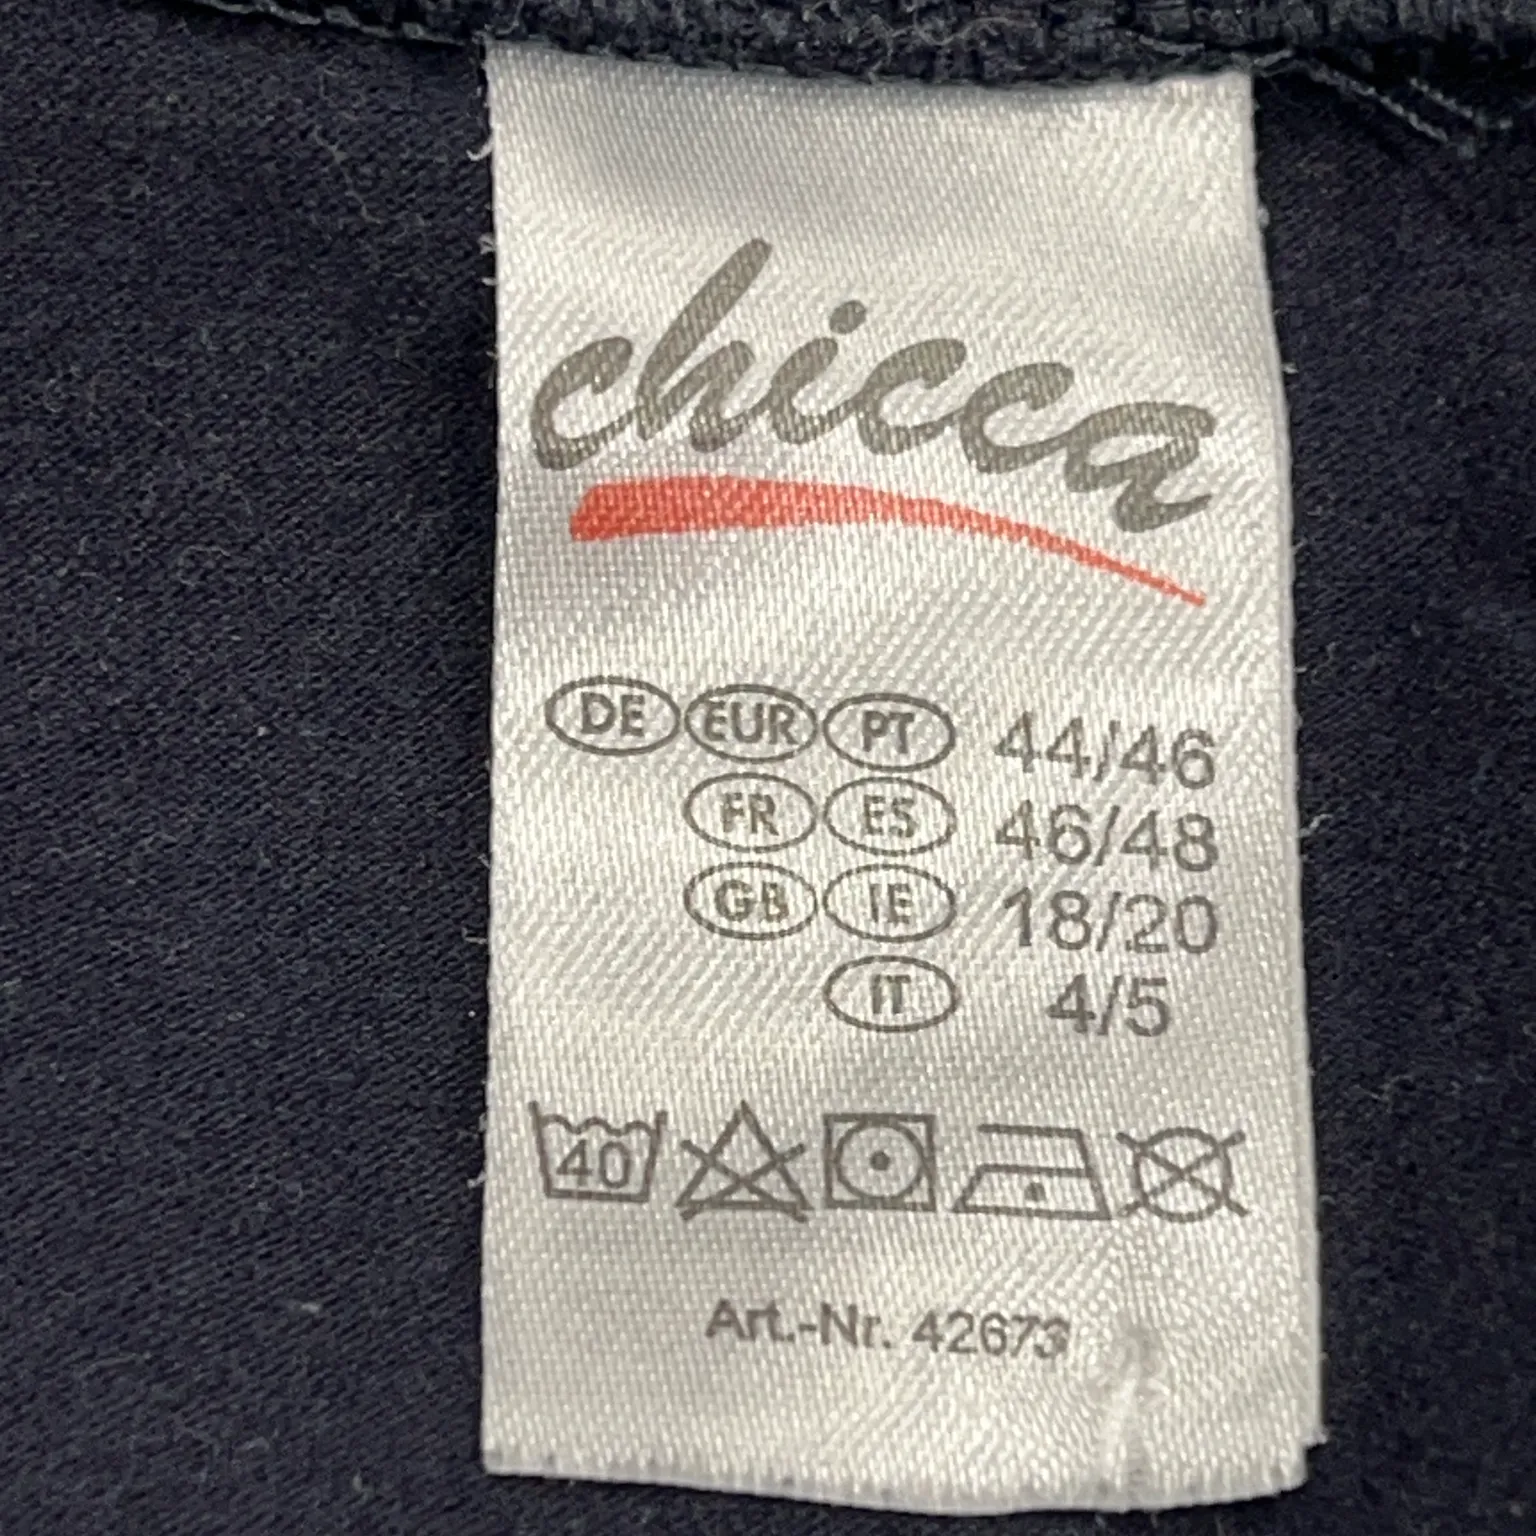 chicca
DE EUR PT 44/46
FR ES 46/48
GB IE 18/20
IT 4/5
40
Art.-Nr. 42673